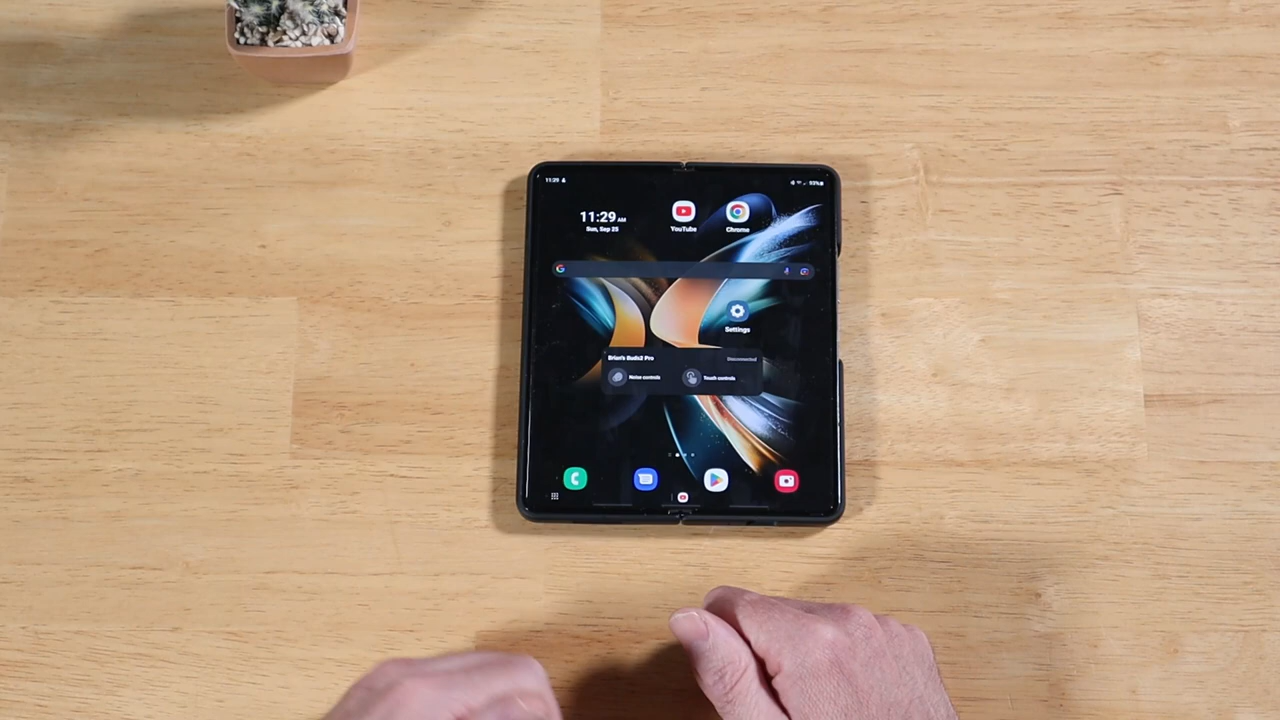 11:29
93%
11:29 AM
Sun, Sep 25
YouTube
Chrome
Settings
Brian's Buds2 Pro
Disconnected
Noise controls
Touch controls